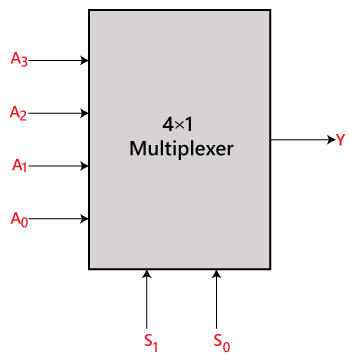 A₃
A₂
A₁
A₀
4×1
Multiplexer
Y
S₁
S₀